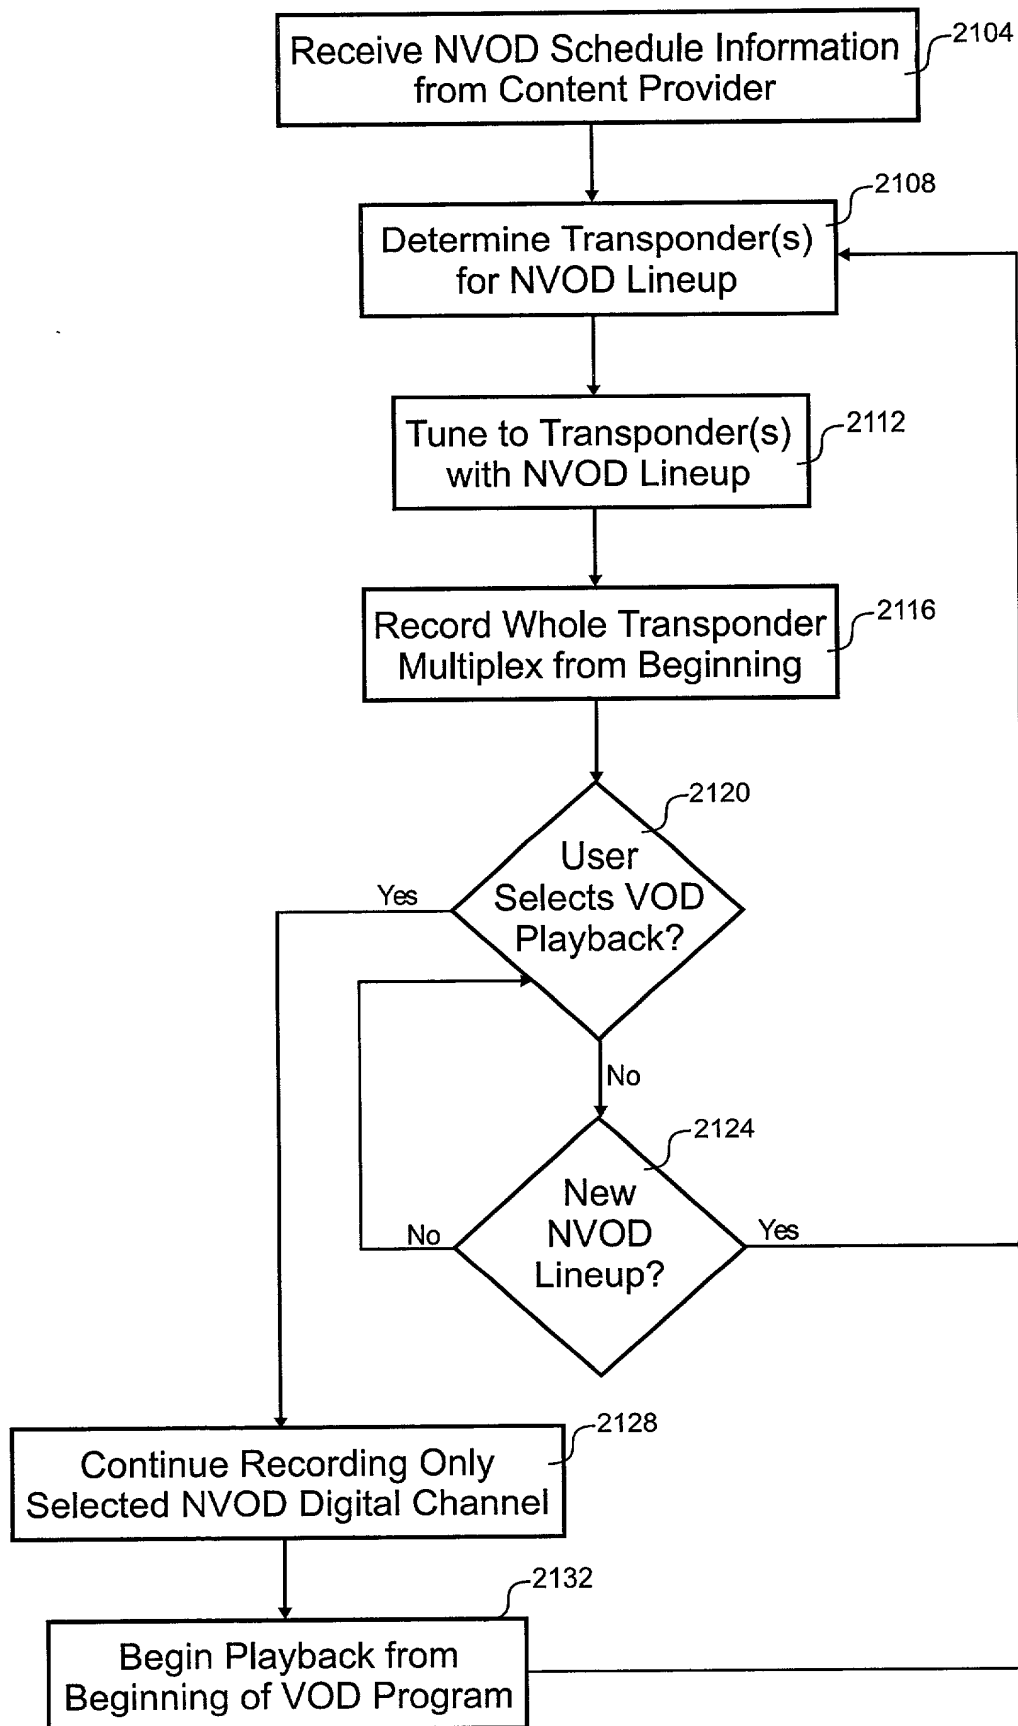 Receive NVOD Schedule Information
from Content Provider
2104
2108
Determine Transponder(s)
for NVOD Lineup
Tune to Transponder(s)
with NVOD Lineup
2112
Record Whole Transponder
Multiplex from Beginning
2116
2120
User
Selects VOD
Playback?
Yes
No
2124
New
NVOD
Lineup?
No
Yes
2128
Continue Recording Only
Selected NVOD Digital Channel
2132
Begin Playback from
Beginning of VOD Program